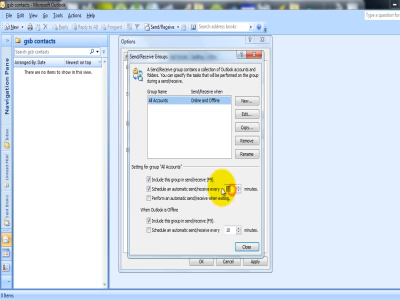 gsb contacts - Microsoft Outlook
File Edit View Go Tools Actions Help
Type a question for
New Reply Reply to All Forward Send/Receive Search address books
gsb contacts
Search gsb contacts
Arranged By: Date Newest on top
There are no items to show in this view.
Navigation Pane
Inbox
Unread Mail
Sent Items
Options
Send/Receive Groups
A Send/Receive group contains a collection of Outlook accounts and
folders. You can specify the tasks that will be performed on the group
during a send/receive.
Group Name Send/Receive when
All Accounts Online and Offline
New...
Edit...
Copy...
Remove
Rename
Setting for group "All Accounts"
Include this group in send/receive (F9).
Schedule an automatic send/receive every minutes.
Perform an automatic send/receive when exiting.
When Outlook is Offline
Include this group in send/receive (F9).
Schedule an automatic send/receive every 30 minutes.
Close
OK Cancel Apply
0 Items